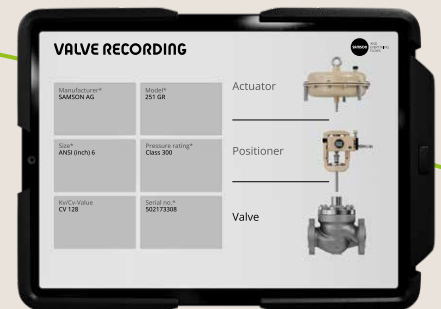 VALVE RECORDING
SAMSON
Manufacturer*
SAMSON AG
Model*
251 GR
Actuator
Size*
ANSI (inch) 6
Pressure rating*
Class 300
Positioner
Kv/Cv-Value
CV 128
Serial no.*
502173308
Valve